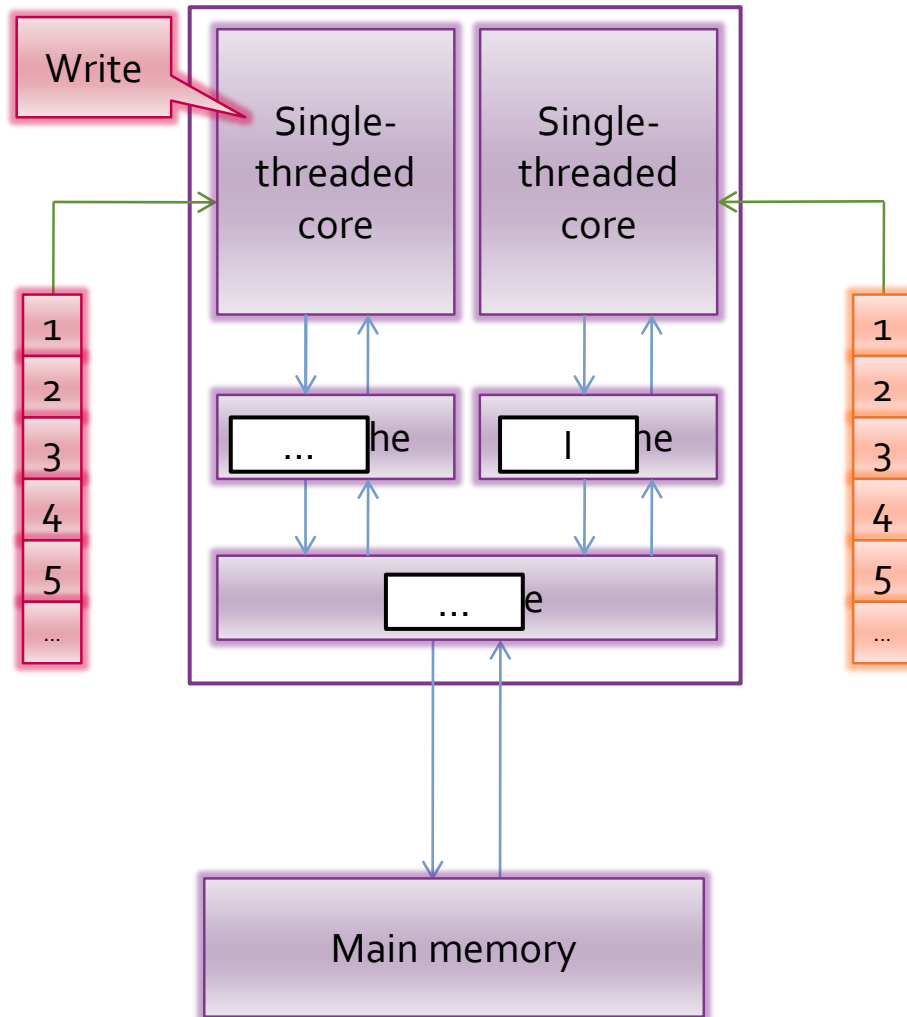 Write
Single-
threaded
core
Single-
threaded
core
1
2
3
4
5
...
1
2
3
4
5
...
... he
I he
... e
Main memory